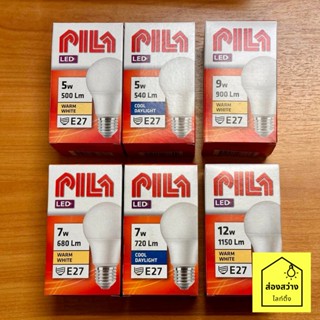 PILA
LED
5W
500 Lm
WARM
WHITE
E27
PILA
LED
5W
540 Lm
COOL
DAYLIGHT
E27
PILA
LED
9W
900 Lm
WARM
WHITE
E27
PILA
LED
7W
680 Lm
WARM
WHITE
E27
PILA
LED
7W
720 Lm
COOL
DAYLIGHT
E27
PILA
LED
12W
1150 Lm
WARM
WHITE
E27
ส่องสว่าง
ไลท์ติ้ง